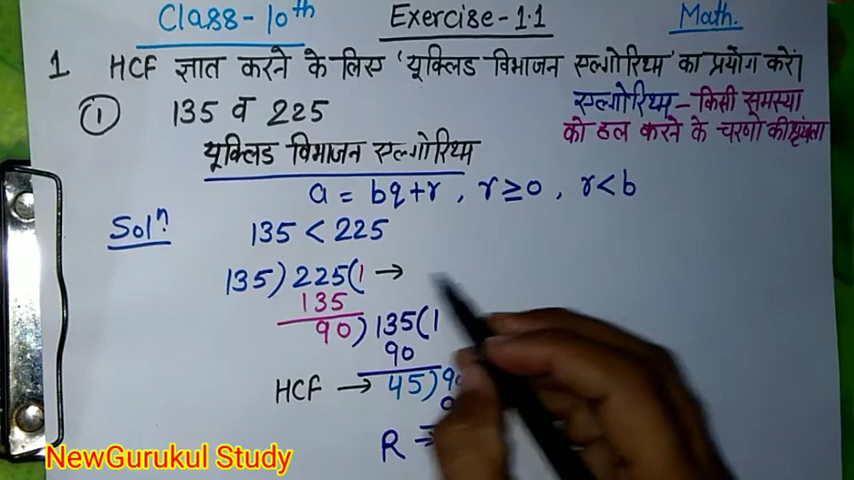 Class-10th Exercise-1.1 Math.
1 HCF ज्ञात करने के लिए 'यूक्लिड विभाजन एल्गोरिथ्म' का प्रयोग करें।
① 135 व 225
एल्गोरिथ्म - किसी समस्या
को हल करने के चरणों की श्रृंखला
यूक्लिड विभाजन एल्गोरिथ्म
a = bq+r, r≥0, r<b
Solⁿ. 135 < 225
135) 225(1 →
135
90) 135(1
90
HCF → 45)
R →
NewGurukul Study